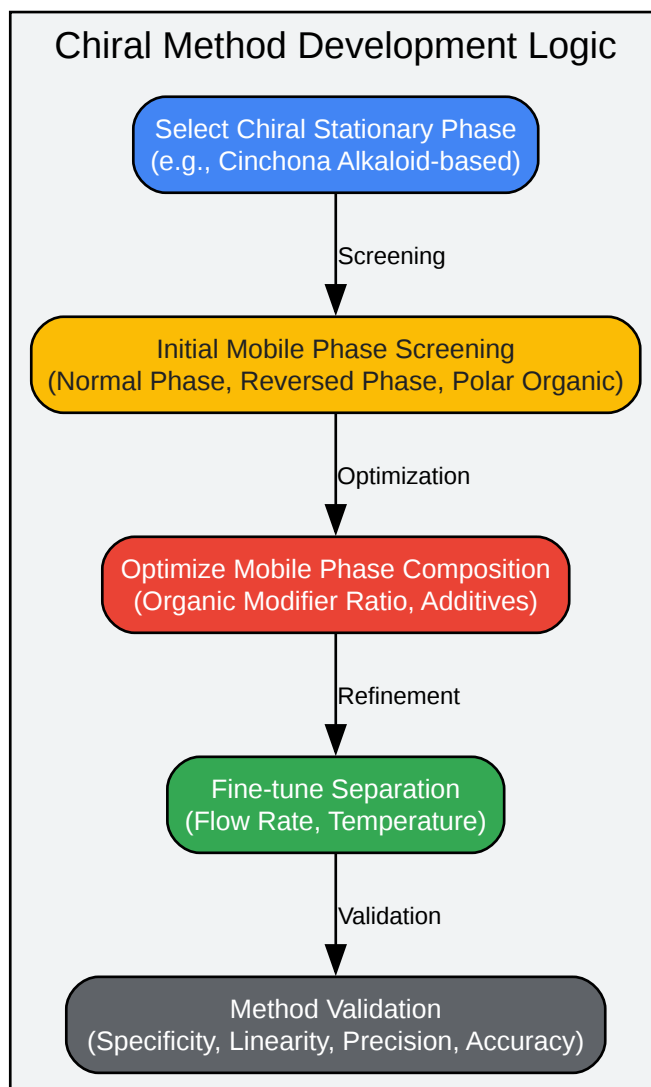 Chiral Method Development Logic
Select Chiral Stationary Phase
(e.g., Cinchona Alkaloid-based)
Screening
Initial Mobile Phase Screening
(Normal Phase, Reversed Phase, Polar Organic)
Optimization
Optimize Mobile Phase Composition
(Organic Modifier Ratio, Additives)
Refinement
Fine-tune Separation
(Flow Rate, Temperature)
Validation
Method Validation
(Specificity, Linearity, Precision, Accuracy)